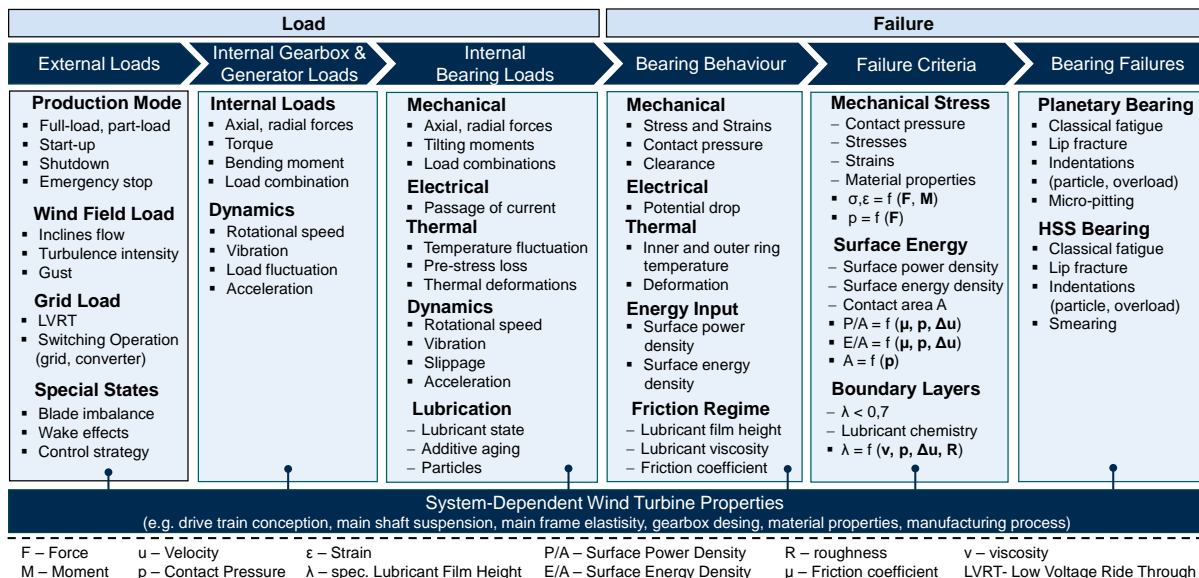 Load
Failure
External Loads
Internal Gearbox &
Generator Loads
Internal
Bearing Loads
Bearing Behaviour
Failure Criteria
Bearing Failures
Production Mode
▪ Full-load, part-load
▪ Start-up
▪ Shutdown
▪ Emergency stop
Wind Field Load
▪ Inclines flow
▪ Turbulence intensity
▪ Gust
Grid Load
▪ LVRT
▪ Switching Operation
(grid, converter)
Special States
▪ Blade imbalance
▪ Wake effects
▪ Control strategy
Internal Loads
▪ Axial, radial forces
▪ Torque
▪ Bending moment
▪ Load combination
Dynamics
▪ Rotational speed
▪ Vibration
▪ Load fluctuation
▪ Acceleration
Mechanical
▪ Axial, radial forces
▪ Tilting moments
▪ Load combinations
Electrical
▪ Passage of current
Thermal
▪ Temperature fluctuation
▪ Pre-stress loss
▪ Thermal deformations
Dynamics
▪ Rotational speed
▪ Vibration
▪ Slippage
▪ Acceleration
Lubrication
– Lubricant state
– Additive aging
– Particles
Mechanical
▪ Stress and Strains
▪ Contact pressure
▪ Clearance
Electrical
▪ Potential drop
Thermal
▪ Inner and outer ring
temperature
▪ Deformation
Energy Input
▪ Surface power
density
▪ Surface energy
density
Friction Regime
– Lubricant film height
– Lubricant viscosity
– Friction coefficient
Mechanical Stress
– Contact pressure
– Stresses
– Strains
– Material properties
▪ σ,ε = f (F, M)
▪ p = f (F)
Surface Energy
– Surface power density
– Surface energy density
– Contact area A
▪ P/A = f (μ, p, Δu)
▪ E/A = f (μ, p, Δu)
▪ A = f (p)
Boundary Layers
– λ < 0,7
– Lubricant chemistry
▪ λ = f (v, p, Δu, R)
Planetary Bearing
▪ Classical fatigue
▪ Lip fracture
▪ Indentations
▪ (particle, overload)
▪ Micro-pitting
HSS Bearing
▪ Classical fatigue
▪ Lip fracture
▪ Indentations
(particle, overload)
▪ Smearing
System-Dependent Wind Turbine Properties
(e.g. drive train conception, main shaft suspension, main frame elasticity, gearbox desing, material properties, manufacturing process)
F – Force u – Velocity ε – Strain P/A – Surface Power Density R – roughness v – viscosity
M – Moment p – Contact Pressure λ – spec. Lubricant Film Height E/A – Surface Energy Density μ – Friction coefficient LVRT- Low Voltage Ride Through